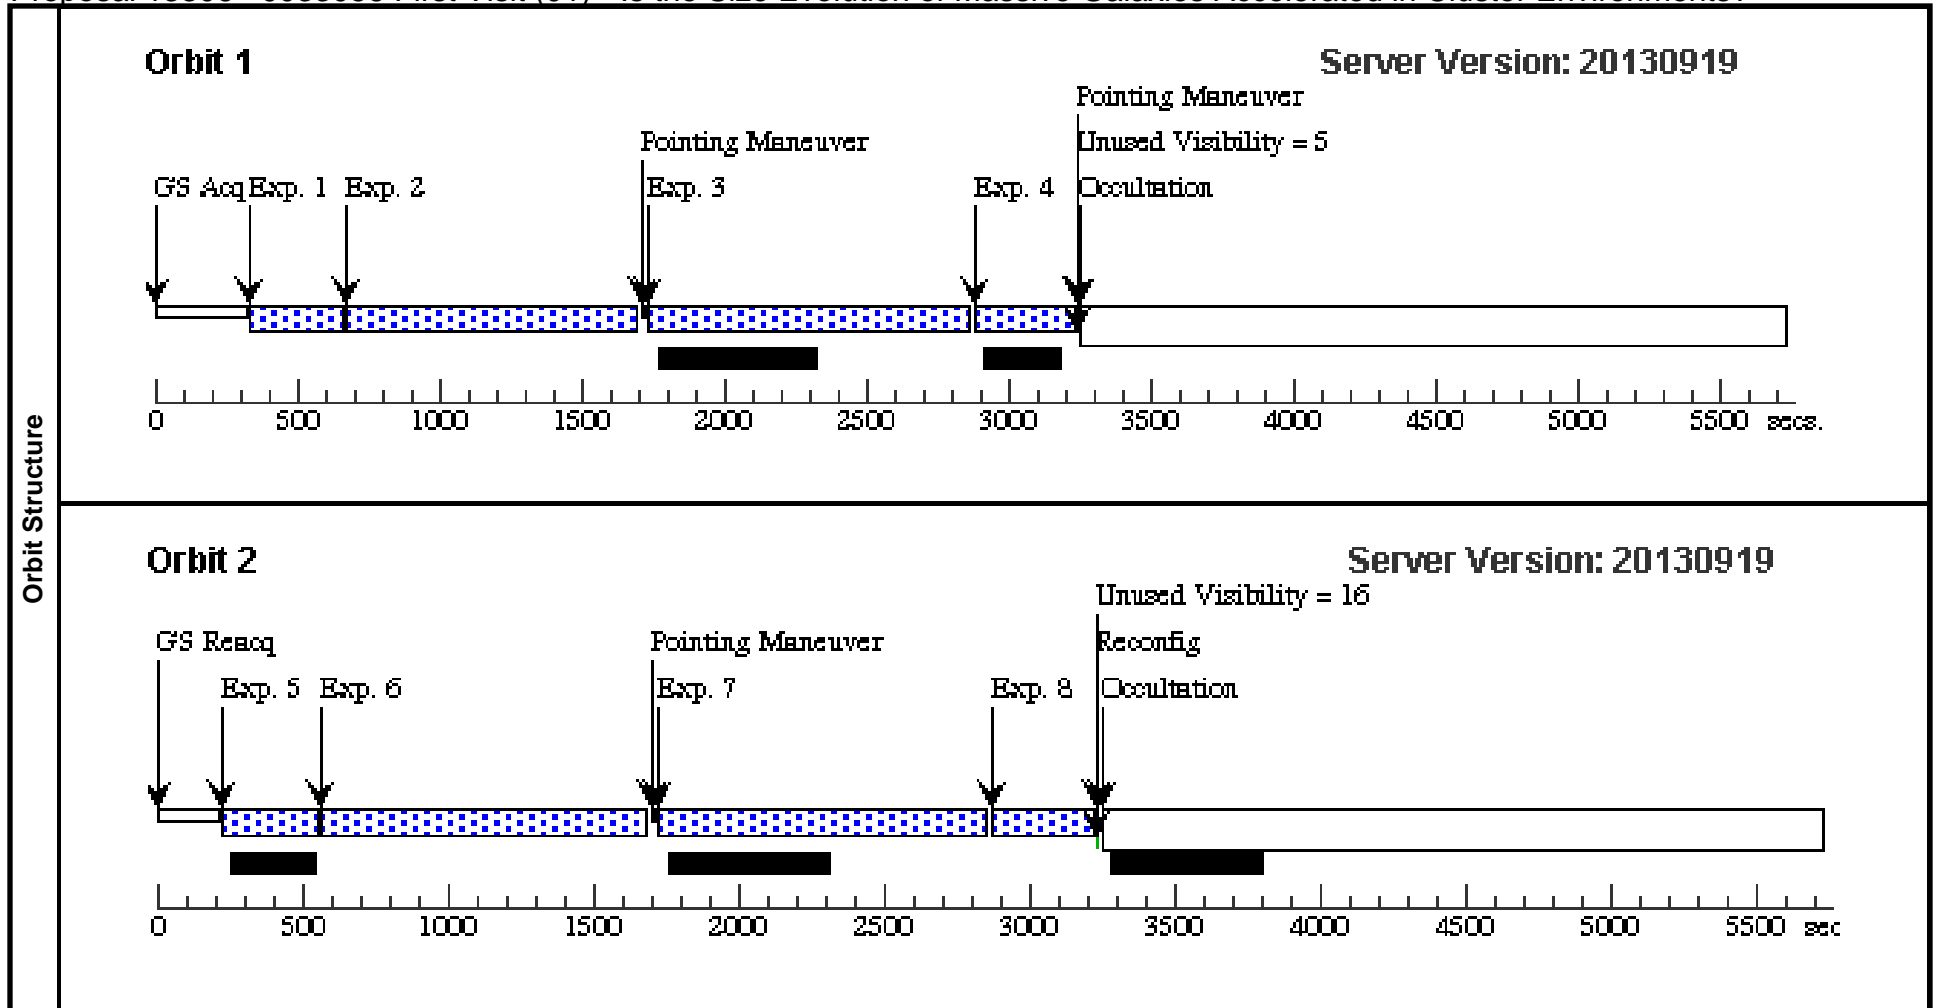 Orbit Structure
Orbit 1
Server Version: 20130919
Pointing Maneuver
Pointing Maneuver
Unused Visibility = 5
GS Acq
Exp. 1
Exp. 2
Exp. 3
Exp. 4
Occultation
0 500 1000 1500 2000 2500 3000 3500 4000 4500 5000 5500 secs.
Orbit 2
Server Version: 20130919
Unused Visibility = 16
GS Reacq
Pointing Maneuver
Reconfig
Exp. 5
Exp. 6
Exp. 7
Exp. 8
Occultation
0 500 1000 1500 2000 2500 3000 3500 4000 4500 5000 5500 sec